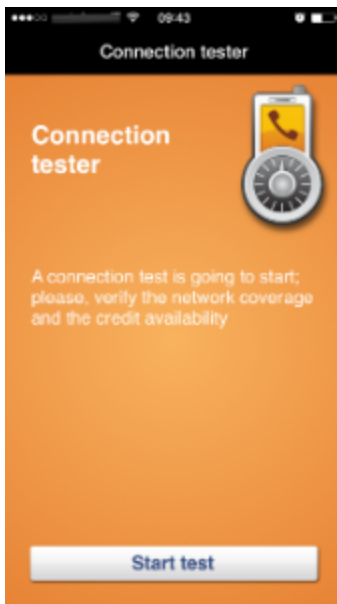 09:43
Connection tester
Connection
tester
A connection test is going to start;
please, verify the network coverage
and the credit availability
Start test